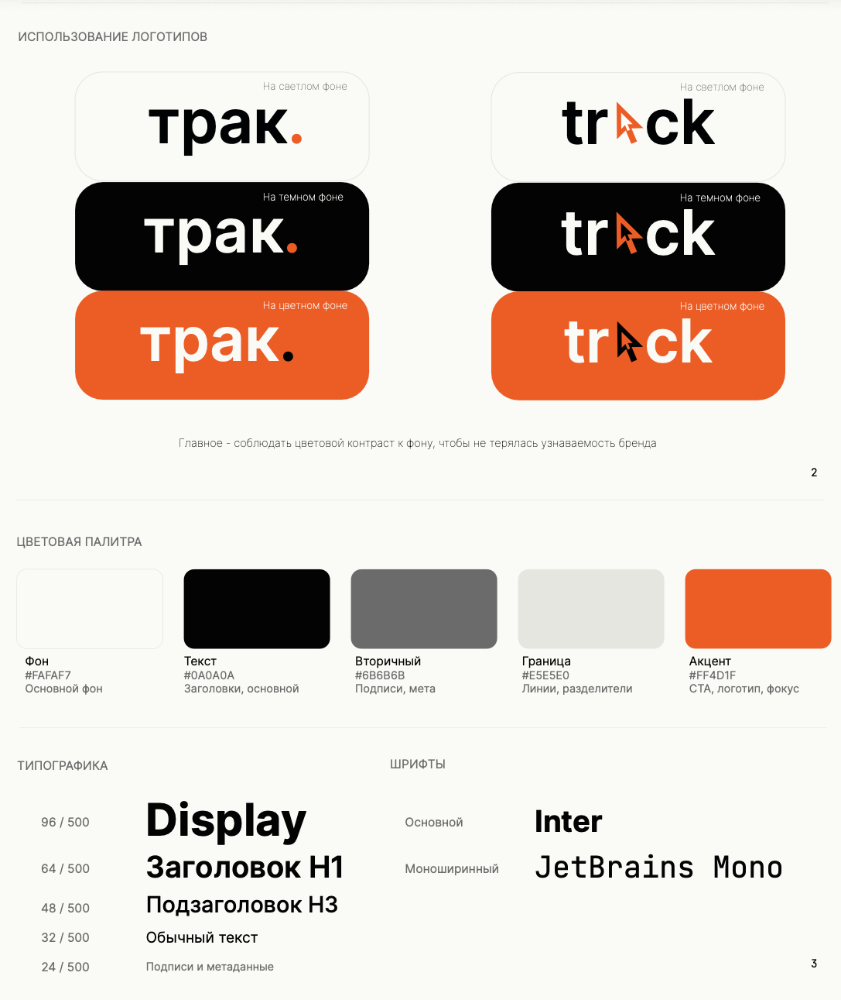 ИСПОЛЬЗОВАНИЕ ЛОГОТИПОВ
На светлом фоне
трак.
На светлом фоне
tr ck
На темном фоне
трак.
На темном фоне
tr ck
На цветном фоне
трак.
На цветном фоне
tr ck
Главное - соблюдать цветовой контраст к фону, чтобы не терялась узнаваемость бренда
2
ЦВЕТОВАЯ ПАЛИТРА
Фон
#FAFAF7
Основной фон
Текст
#0A0A0A
Заголовки, основной
Вторичный
#6B6B6B
Подписи, мета
Граница
#E5E5E0
Линии, разделители
Акцент
#FF4D1F
CTA, логотип, фокус
ТИПОГРАФИКА
96 / 500 Display
64 / 500 Заголовок H1
48 / 500 Подзаголовок H3
32 / 500 Обычный текст
24 / 500 Подписи и метаданные
ШРИФТЫ
Основной Inter
Моноширинный JetBrains Mono
3